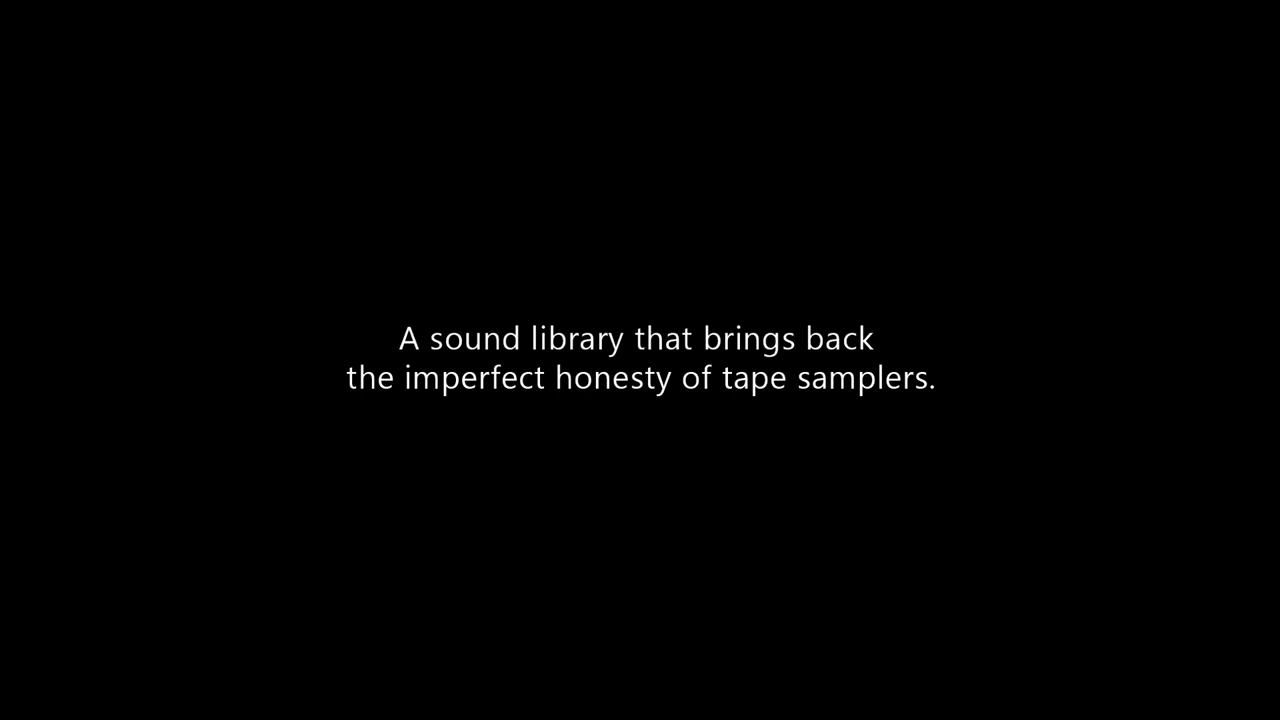 A sound library that brings back
the imperfect honesty of tape samplers.